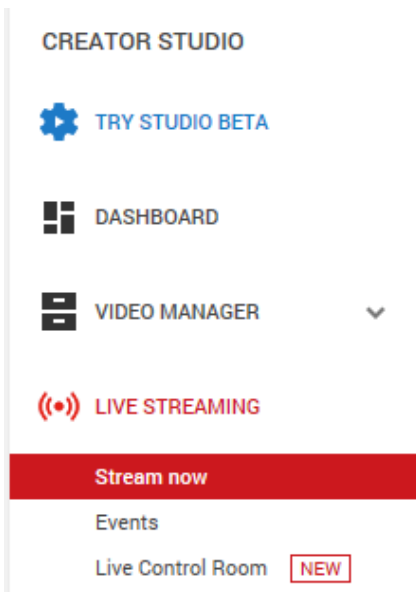 CREATOR STUDIO
TRY STUDIO BETA
DASHBOARD
VIDEO MANAGER
LIVE STREAMING
Stream now
Events
Live Control Room NEW